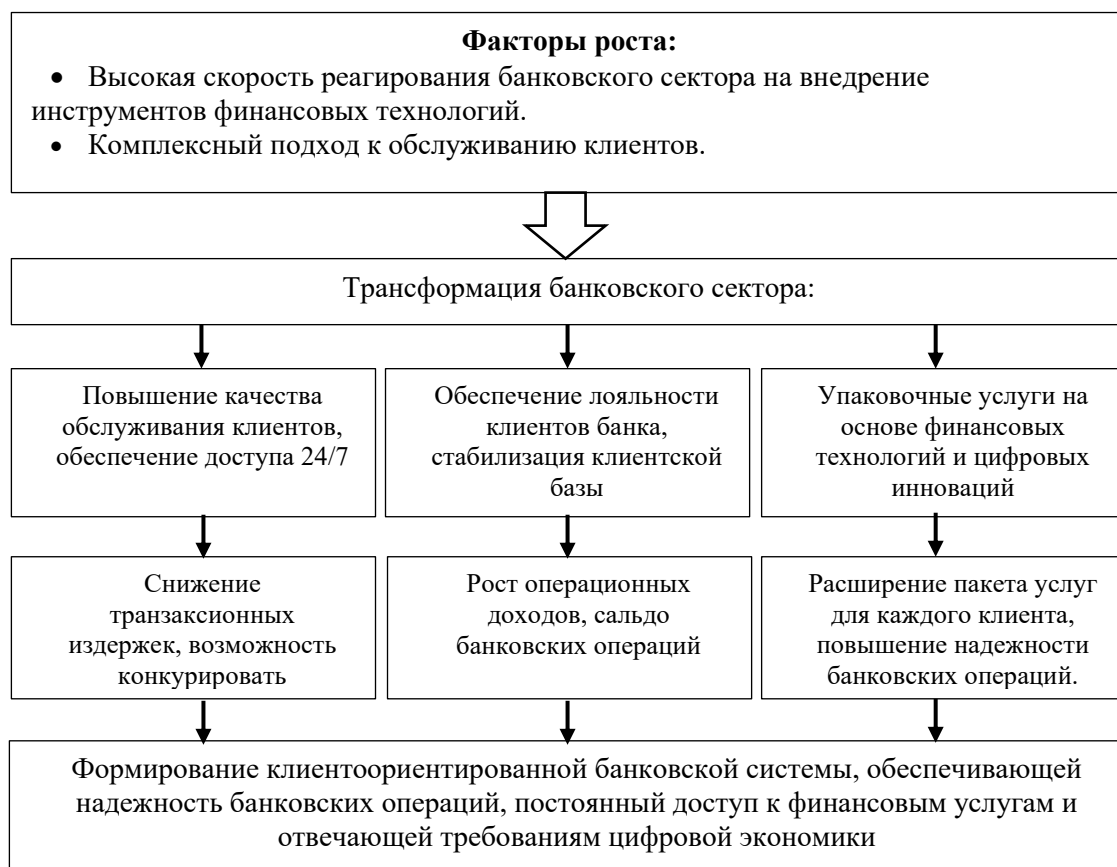 Факторы роста:
• Высокая скорость реагирования банковского сектора на внедрение
инструментов финансовых технологий.
• Комплексный подход к обслуживанию клиентов.
Трансформация банковского сектора:
Повышение качества
обслуживания клиентов,
обеспечение доступа 24/7
Обеспечение лояльности
клиентов банка,
стабилизация клиентской
базы
Упаковочные услуги на
основе финансовых
технологий и цифровых
инноваций
Снижение
транзаксионных
издержек, возможность
конкурировать
Рост операционных
доходов, сальдо
банковских операций
Расширение пакета услуг
для каждого клиента,
повышение надежности
банковских операций.
Формирование клиентоориентированной банковской системы, обеспечивающей
надежность банковских операций, постоянный доступ к финансовым услугам и
отвечающей требованиям цифровой экономики